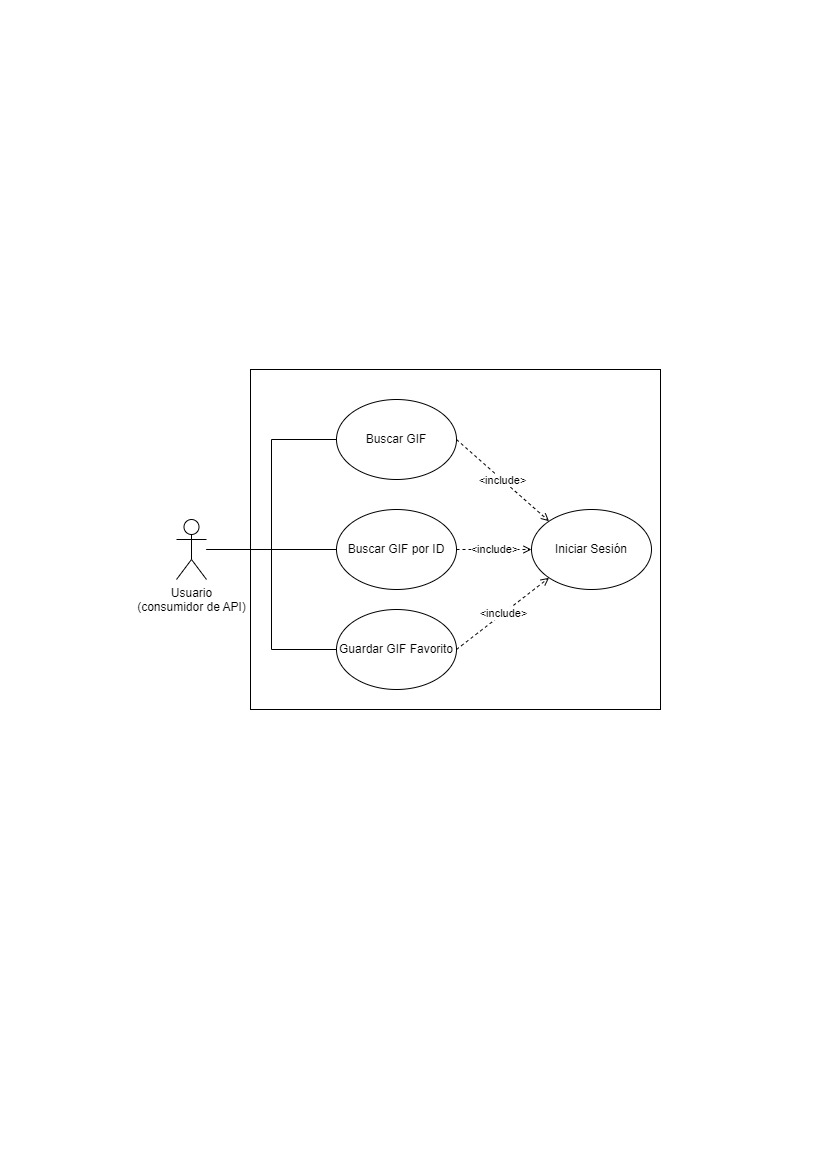 Buscar GIF
<include>
Buscar GIF por ID
<include>
Iniciar Sesión
Usuario
(consumidor de API)
<include>
Guardar GIF Favorito